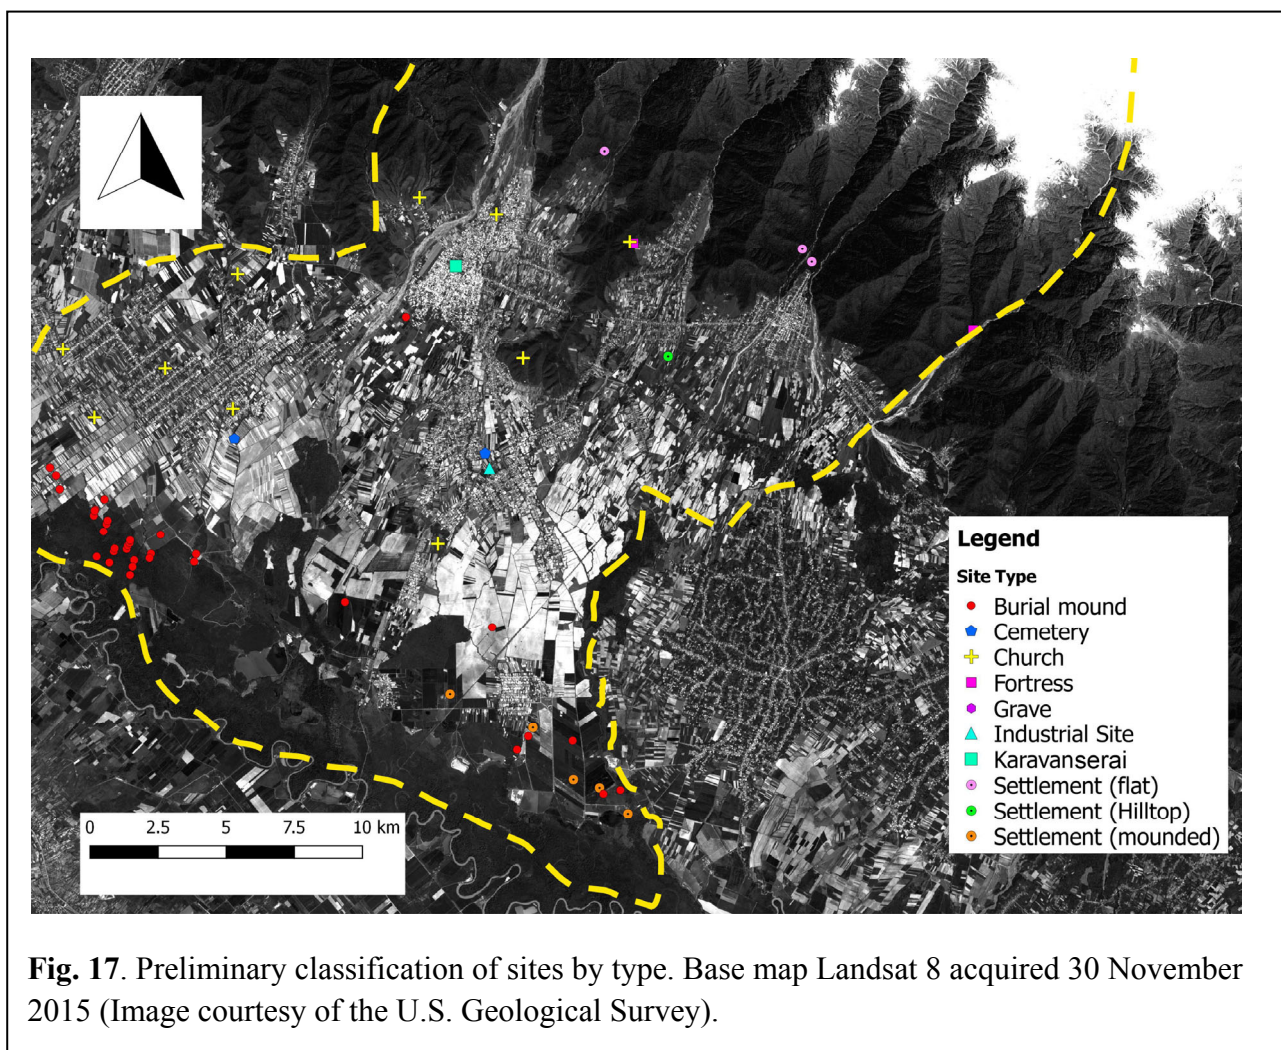 Legend
Site Type
Burial mound
Cemetery
Church
Fortress
Grave
Industrial Site
Karavanserai
Settlement (flat)
Settlement (Hilltop)
Settlement (mounded)
0 2.5 5 7.5 10 km
Fig. 17. Preliminary classification of sites by type. Base map Landsat 8 acquired 30 November
2015 (Image courtesy of the U.S. Geological Survey).